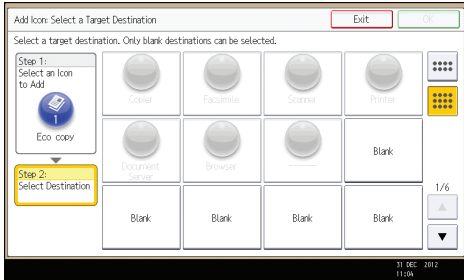 Add Icon: Select a Target Destination
Exit
OK
Select a target destination. Only blank destinations can be selected.
Step 1:
Select an Icon
to Add
1
Eco copy
Step 2:
Select Destination
Copier
Facsimile
Scanner
Printer
Document
Server
Browser
Blank
Blank
Blank
Blank
Blank
1/6
31 DEC 2012
11:04